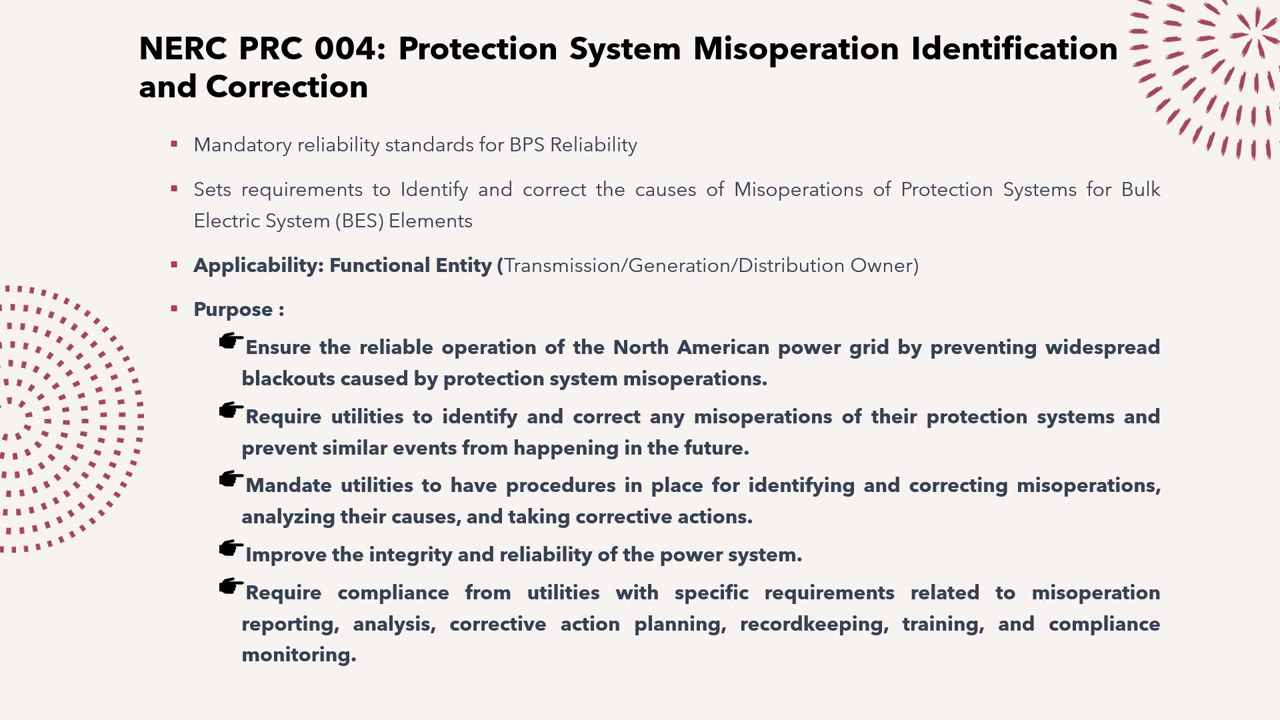 NERC PRC 004: Protection System Misoperation Identification
and Correction
Mandatory reliability standards for BPS Reliability
Sets requirements to Identify and correct the causes of Misoperations of Protection Systems for Bulk
Electric System (BES) Elements
Applicability: Functional Entity (Transmission/Generation/Distribution Owner)
Purpose :
Ensure the reliable operation of the North American power grid by preventing widespread
blackouts caused by protection system misoperations.
Require utilities to identify and correct any misoperations of their protection systems and
prevent similar events from happening in the future.
Mandate utilities to have procedures in place for identifying and correcting misoperations,
analyzing their causes, and taking corrective actions.
Improve the integrity and reliability of the power system.
Require compliance from utilities with specific requirements related to misoperation
reporting, analysis, corrective action planning, recordkeeping, training, and compliance
monitoring.